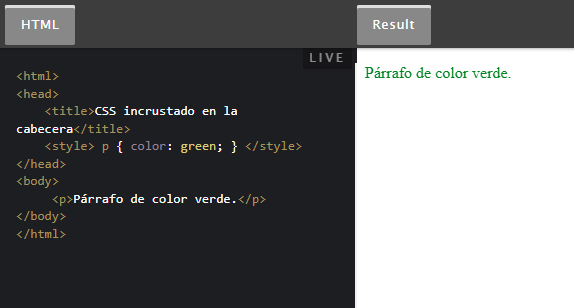 HTML
Result
LIVE
<html>
<head>
<title>CSS incrustado en la
cabecera</title>
<style> p { color: green; } </style>
</head>
<body>
<p>Párrafo de color verde.</p>
</body>
</html>
Párrafo de color verde.